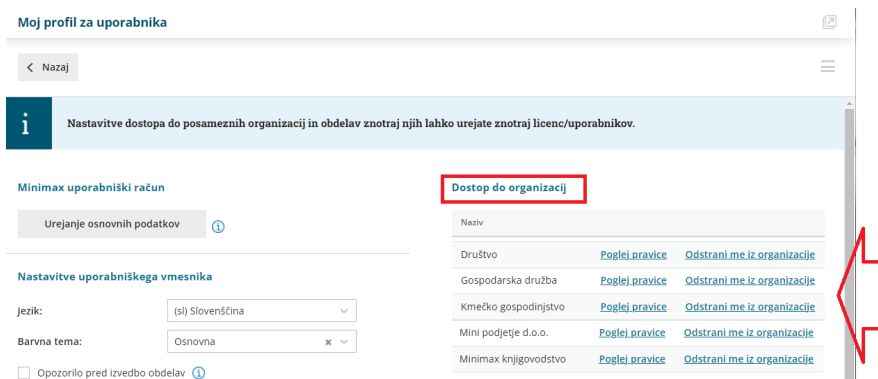 Moj profil za uporabnika
Nazaj
i
Nastavitve dostopa do posameznih organizacij in obdelav znotraj njih lahko urejate znotraj licenc/uporabnikov.
Minimax uporabniški račun
Urejanje osnovnih podatkov
Nastavitve uporabniškega vmesnika
Jezik: (sl) Slovenščina
Barvna tema: Osnovna
Opozorilo pred izvedbo obdelav
Dostop do organizacij
Naziv
Društvo Poglej pravice Odstrani me iz organizacije
Gospodarska družba Poglej pravice Odstrani me iz organizacije
Kmečko gospodinjstvo Poglej pravice Odstrani me iz organizacije
Mini podjetje d.o.o. Poglej pravice Odstrani me iz organizacije
Minimax knjigovodstvo Poglej pravice Odstrani me iz organizacije